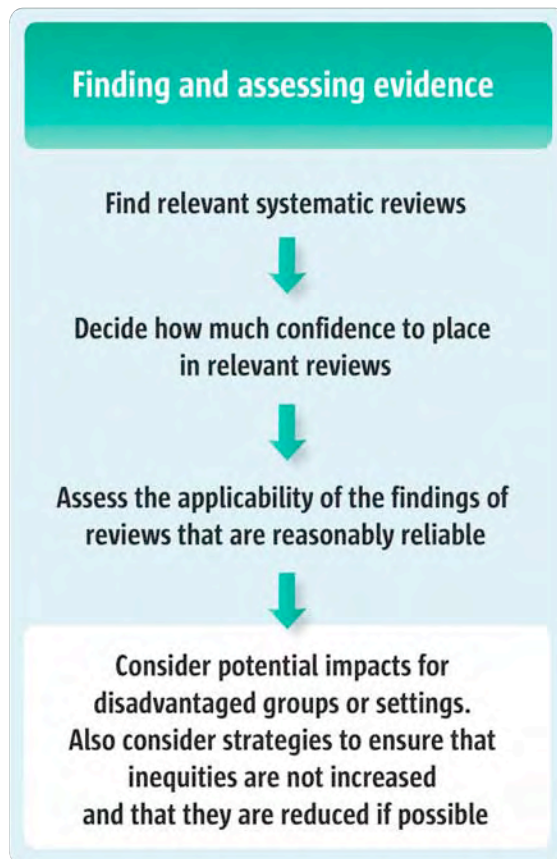 Finding and assessing evidence
Find relevant systematic reviews
Decide how much confidence to place
in relevant reviews
Assess the applicability of the findings of
reviews that are reasonably reliable
Consider potential impacts for
disadvantaged groups or settings.
Also consider strategies to ensure that
inequities are not increased
and that they are reduced if possible